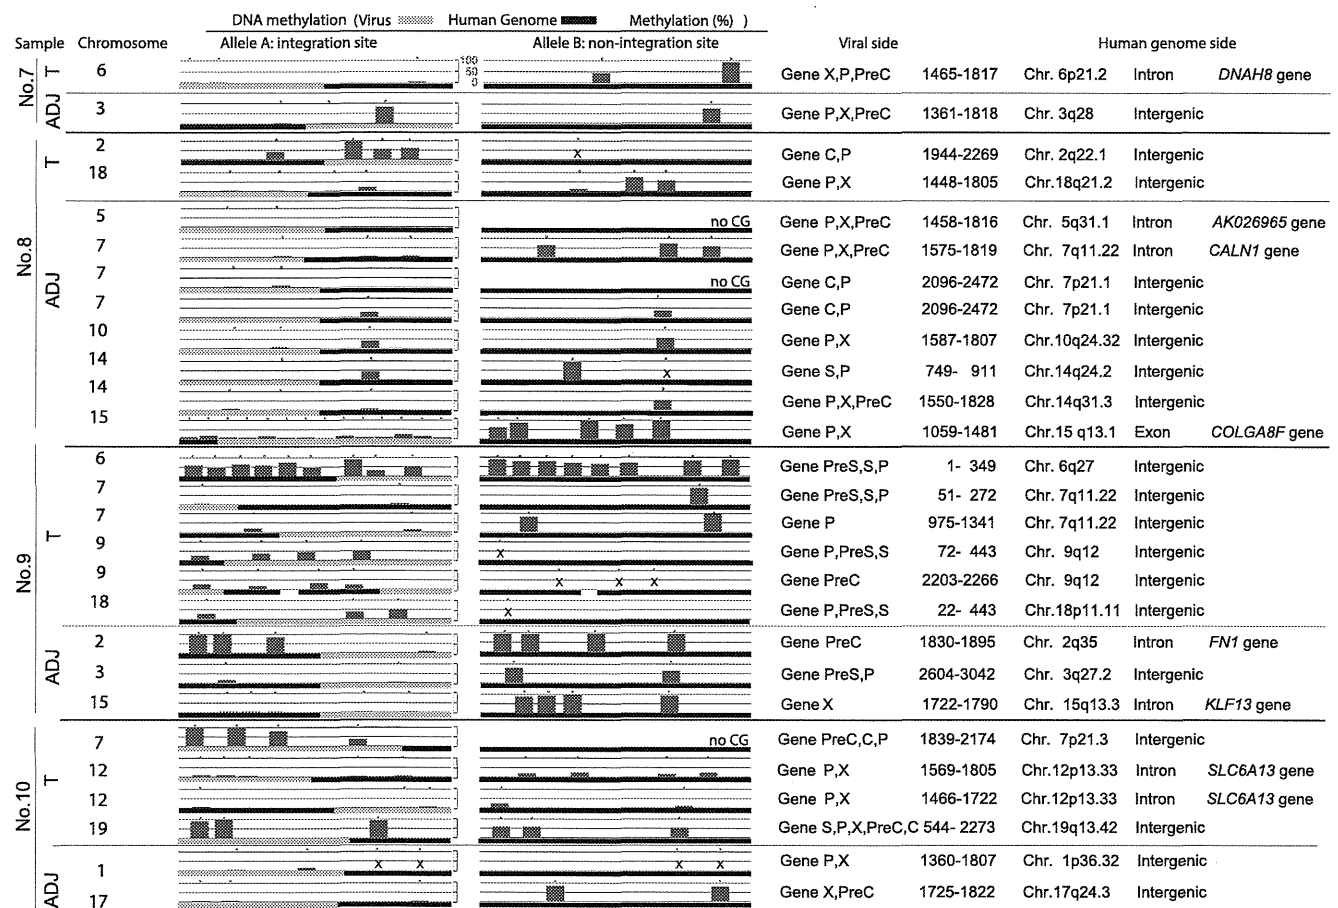 DNA methylation (Virus Human Genome Methylation (%) )
Sample Chromosome Allele A: integration site Allele B: non-integration site Viral side Human genome side
No.7 T 6 100 50 0 Gene X,P,PreC 1465-1817 Chr. 6p21.2 Intron DNAH8 gene
ADJ 3 Gene P,X,PreC 1361-1818 Chr. 3q28 Intergenic
No.8 T 2 X Gene C,P 1944-2269 Chr. 2q22.1 Intergenic
18 Gene P,X 1448-1805 Chr.18q21.2 Intergenic
ADJ 5 no CG Gene P,X,PreC 1458-1816 Chr. 5q31.1 Intron AK026965 gene
7 Gene P,X,PreC 1575-1819 Chr. 7q11.22 Intron CALN1 gene
7 no CG Gene C,P 2096-2472 Chr. 7p21.1 Intergenic
7 Gene C,P 2096-2472 Chr. 7p21.1 Intergenic
10 Gene P,X 1587-1807 Chr.10q24.32 Intergenic
14 X Gene S,P 749- 911 Chr.14q24.2 Intergenic
14 Gene P,X,PreC 1550-1828 Chr.14q31.3 Intergenic
15 Gene P,X 1059-1481 Chr.15 q13.1 Exon COLGA8F gene
No.9 T 6 Gene PreS,S,P 1- 349 Chr. 6q27 Intergenic
7 Gene PreS,S,P 51- 272 Chr. 7q11.22 Intergenic
7 Gene P 975-1341 Chr. 7q11.22 Intergenic
9 X Gene P,PreS,S 72- 443 Chr. 9q12 Intergenic
9 X X X Gene PreC 2203-2266 Chr. 9q12 Intergenic
18 X Gene P,PreS,S 22- 443 Chr.18p11.11 Intergenic
ADJ 2 Gene PreC 1830-1895 Chr. 2q35 Intron FN1 gene
3 Gene PreS,P 2604-3042 Chr. 3q27.2 Intergenic
15 Gene X 1722-1790 Chr. 15q13.3 Intron KLF13 gene
No.10 T 7 no CG Gene PreC,C,P 1839-2174 Chr. 7p21.3 Intergenic
12 Gene P,X 1569-1805 Chr.12p13.33 Intron SLC6A13 gene
12 Gene P,X 1466-1722 Chr.12p13.33 Intron SLC6A13 gene
19 Gene S,P,X,PreC,C 544- 2273 Chr.19q13.42 Intergenic
ADJ 1 X X X X Gene P,X 1360-1807 Chr. 1p36.32 Intergenic
17 Gene X,PreC 1725-1822 Chr.17q24.3 Intergenic